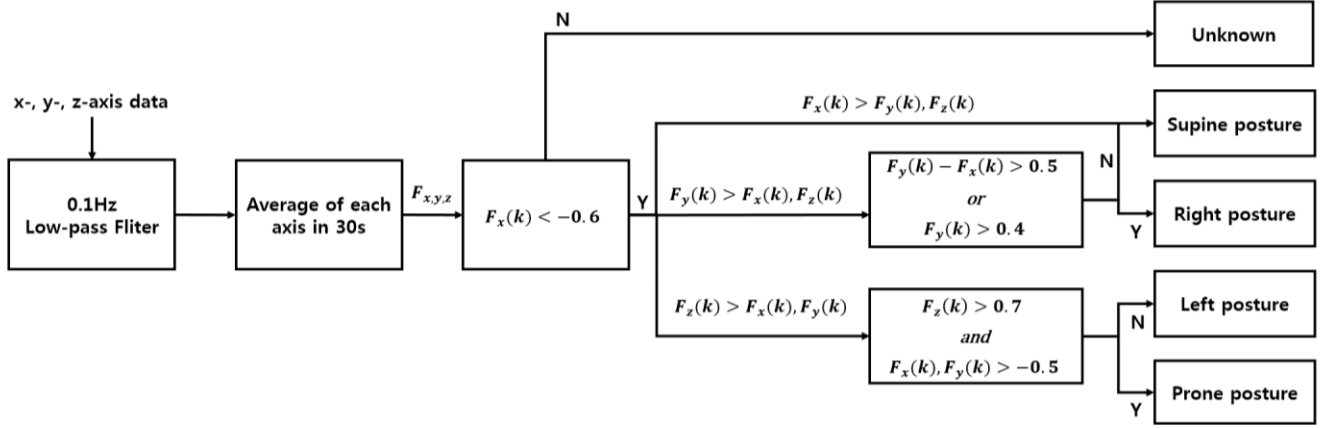 N
Unknown
x-, y-, z-axis data
F_x(k) > F_y(k), F_z(k)
Supine posture
0.1Hz
Low-pass Fliter
Average of each
axis in 30s
F_{x,y,z}
F_x(k) < −0.6
Y
F_y(k) > F_x(k), F_z(k)
F_y(k) − F_x(k) > 0.5
or
F_y(k) > 0.4
N
Y
Right posture
F_z(k) > F_x(k), F_y(k)
F_z(k) > 0.7
and
F_x(k), F_y(k) > −0.5
N
Left posture
Y
Prone posture